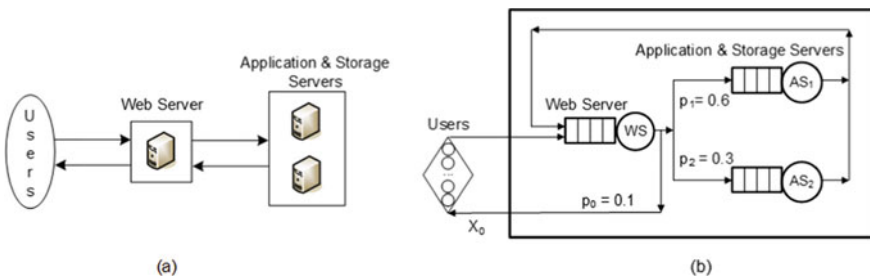 Users
Web Server
Application & Storage
Servers
(a)
Application & Storage Servers
Web Server
Users
WS
AS₁
AS₂
p₁= 0.6
p₂ = 0.3
p₀ = 0.1
X₀
...
(b)